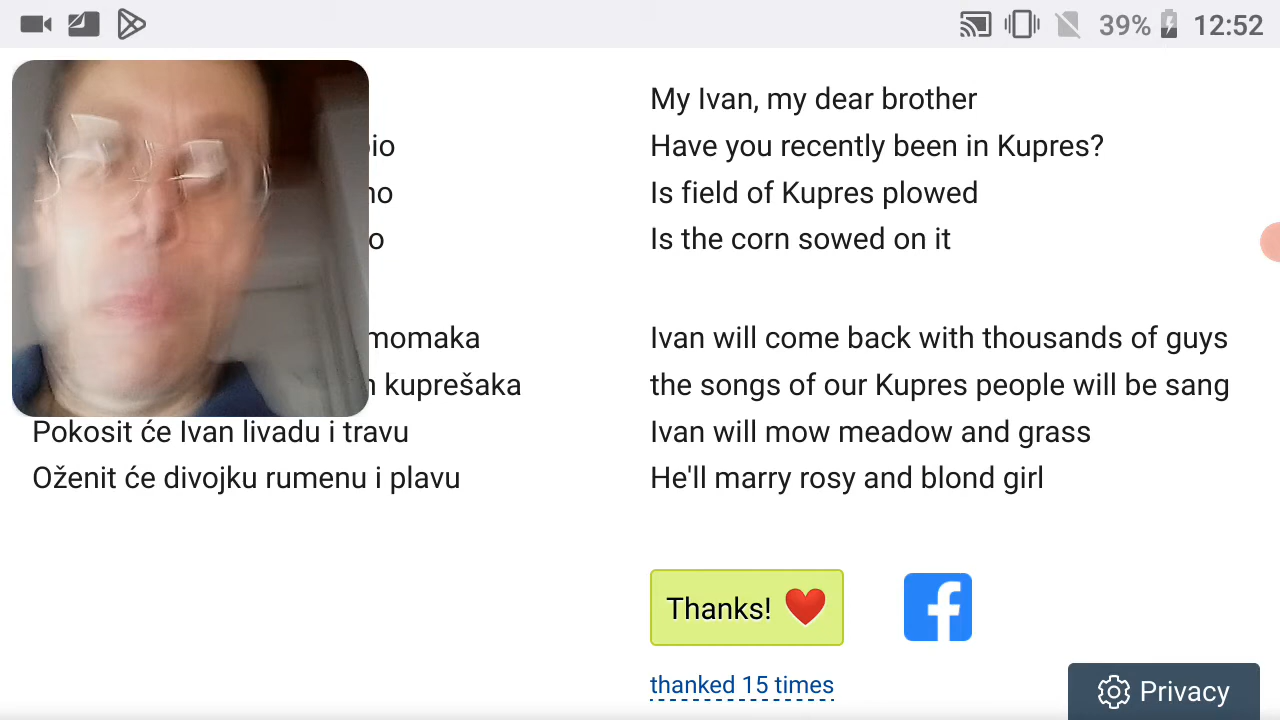 39% 12:52
My Ivan, my dear brother
Have you recently been in Kupres?
Is field of Kupres plowed
Is the corn sowed on it
momaka
kuprešaka
Pokosit će Ivan livadu i travu
Oženit će divojku rumenu i plavu
Ivan will come back with thousands of guys
the songs of our Kupres people will be sang
Ivan will mow meadow and grass
He'll marry rosy and blond girl
Thanks!
thanked 15 times
Privacy